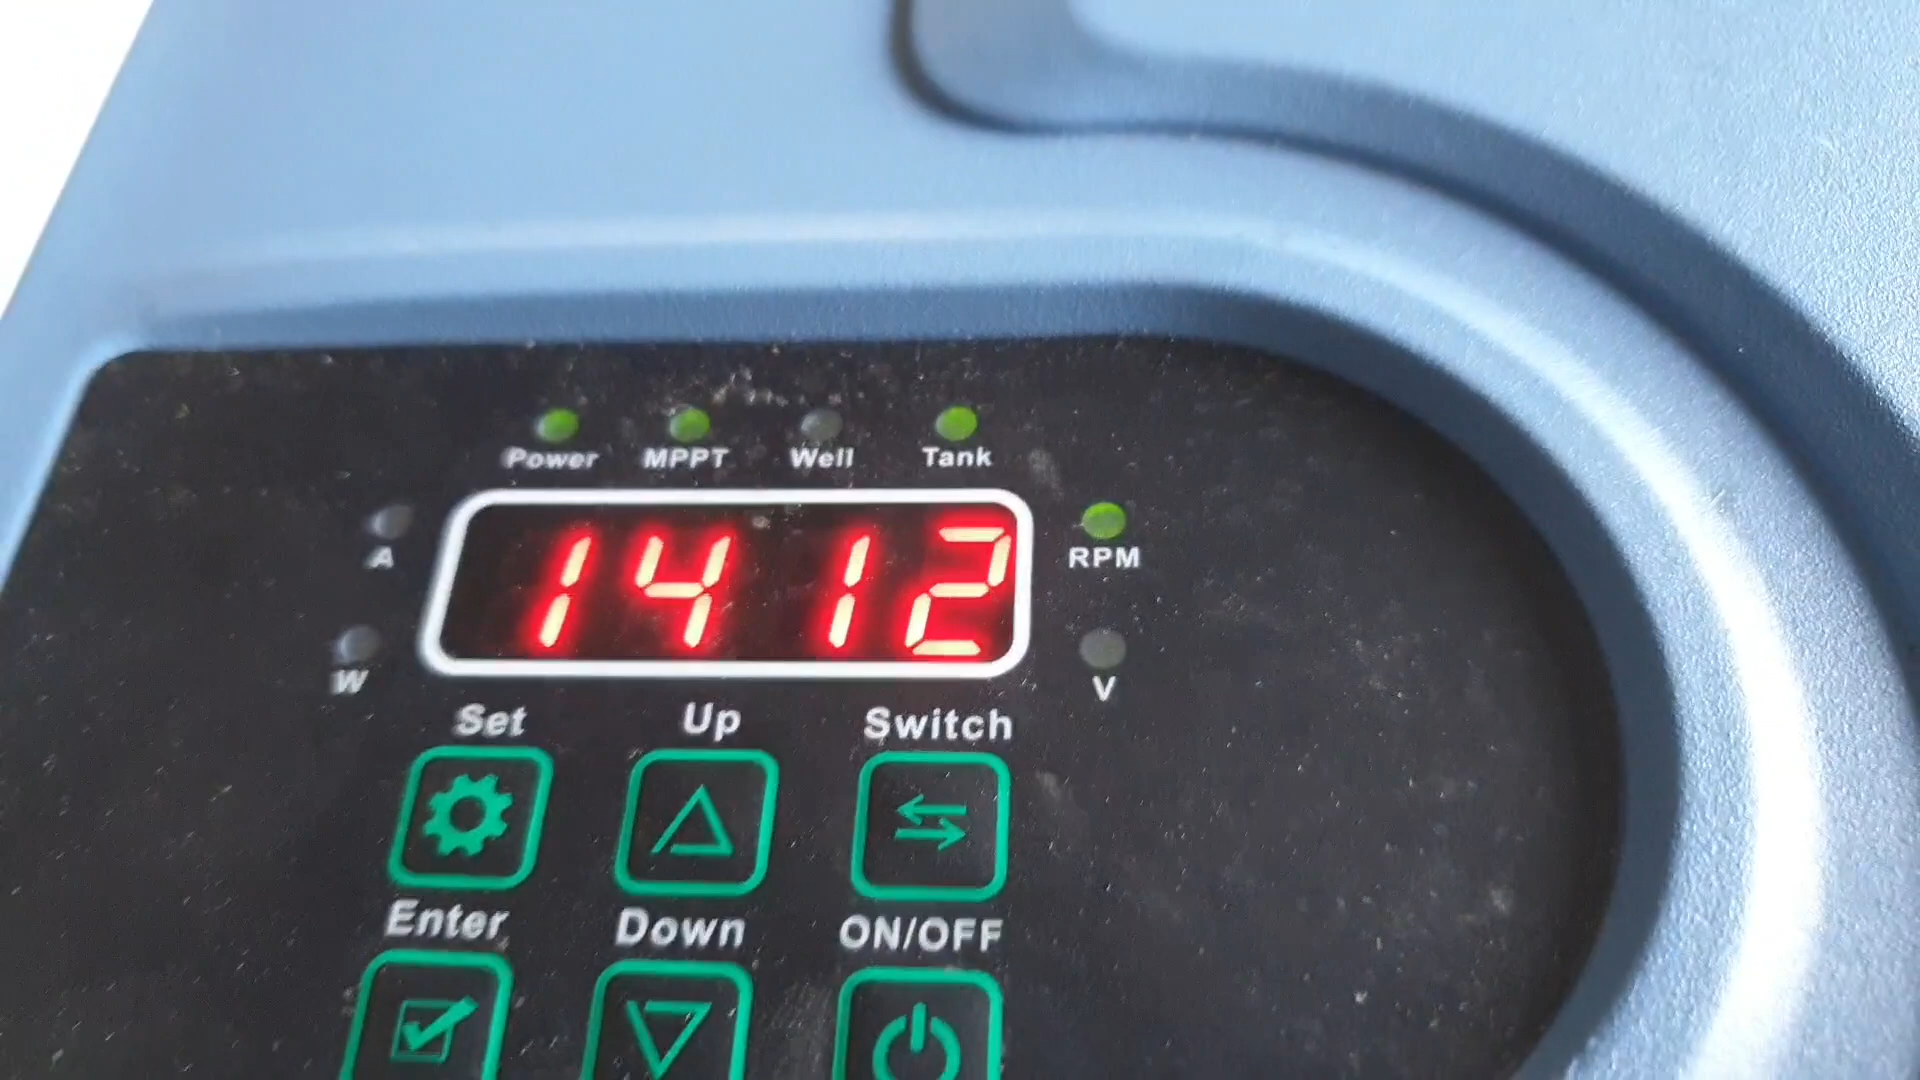 Power MPPT Well Tank
A 1412 RPM
W V
Set Up Switch
Enter Down ON/OFF